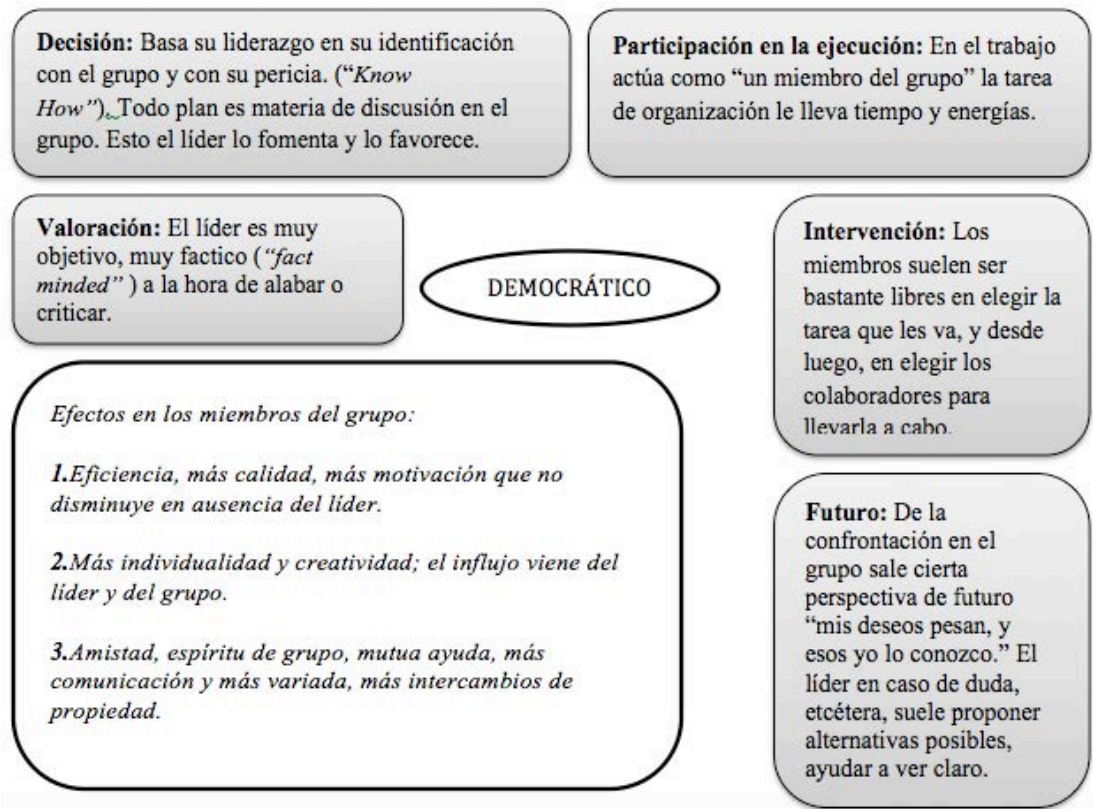 Decisión: Basa su liderazgo en su identificación
con el grupo y con su pericia. (“Know
How”). Todo plan es materia de discusión en el
grupo. Esto el líder lo fomenta y lo favorece.
Participación en la ejecución: En el trabajo
actúa como “un miembro del grupo” la tarea
de organización le lleva tiempo y energías.
Valoración: El líder es muy
objetivo, muy factico (“fact
minded” ) a la hora de alabar o
criticar.
DEMOCRÁTICO
Intervención: Los
miembros suelen ser
bastante libres en elegir la
tarea que les va, y desde
luego, en elegir los
colaboradores para
llevarla a cabo.
Efectos en los miembros del grupo:
1.Eficiencia, más calidad, más motivación que no
disminuye en ausencia del líder.
2.Más individualidad y creatividad; el influjo viene del
líder y del grupo.
3.Amistad, espíritu de grupo, mutua ayuda, más
comunicación y más variada, más intercambios de
propiedad.
Futuro: De la
confrontación en el
grupo sale cierta
perspectiva de futuro
“mis deseos pesan, y
esos yo lo conozco.” El
líder en caso de duda,
etcétera, suele proponer
alternativas posibles,
ayudar a ver claro.